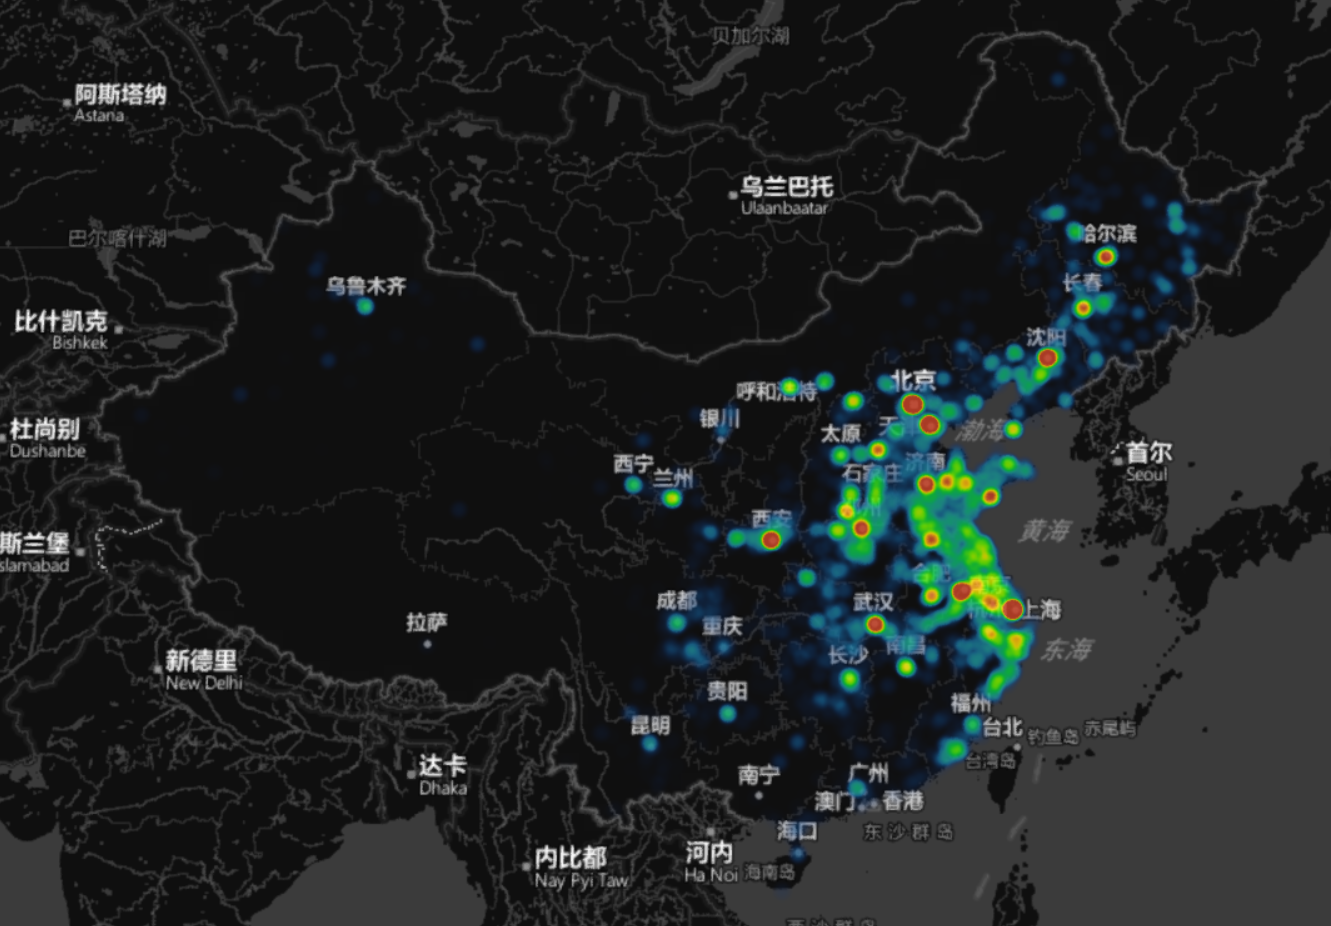 贝加尔湖
阿斯塔纳
Astana
乌兰巴托
Ulaanbaatar
巴尔喀什湖
哈尔滨
乌鲁木齐
长春
比什凯克
Bishkek
沈阳
北京
呼和浩特
银川
杜尚别
Dushanbe
太原
渤海
首尔
Seoul
西宁
兰州
石家庄
济南
西安
黄海
斯兰堡
slamabad
合肥
成都
武汉
上海
拉萨
重庆
南昌
东海
长沙
新德里
New Delhi
贵阳
福州
昆明
台北
钓鱼岛
赤尾屿
台湾岛
达卡
Dhaka
南宁
广州
澳门
香港
海口
东沙群岛
内比都
Nay Pyi Taw
河内
Ha Noi
海南岛